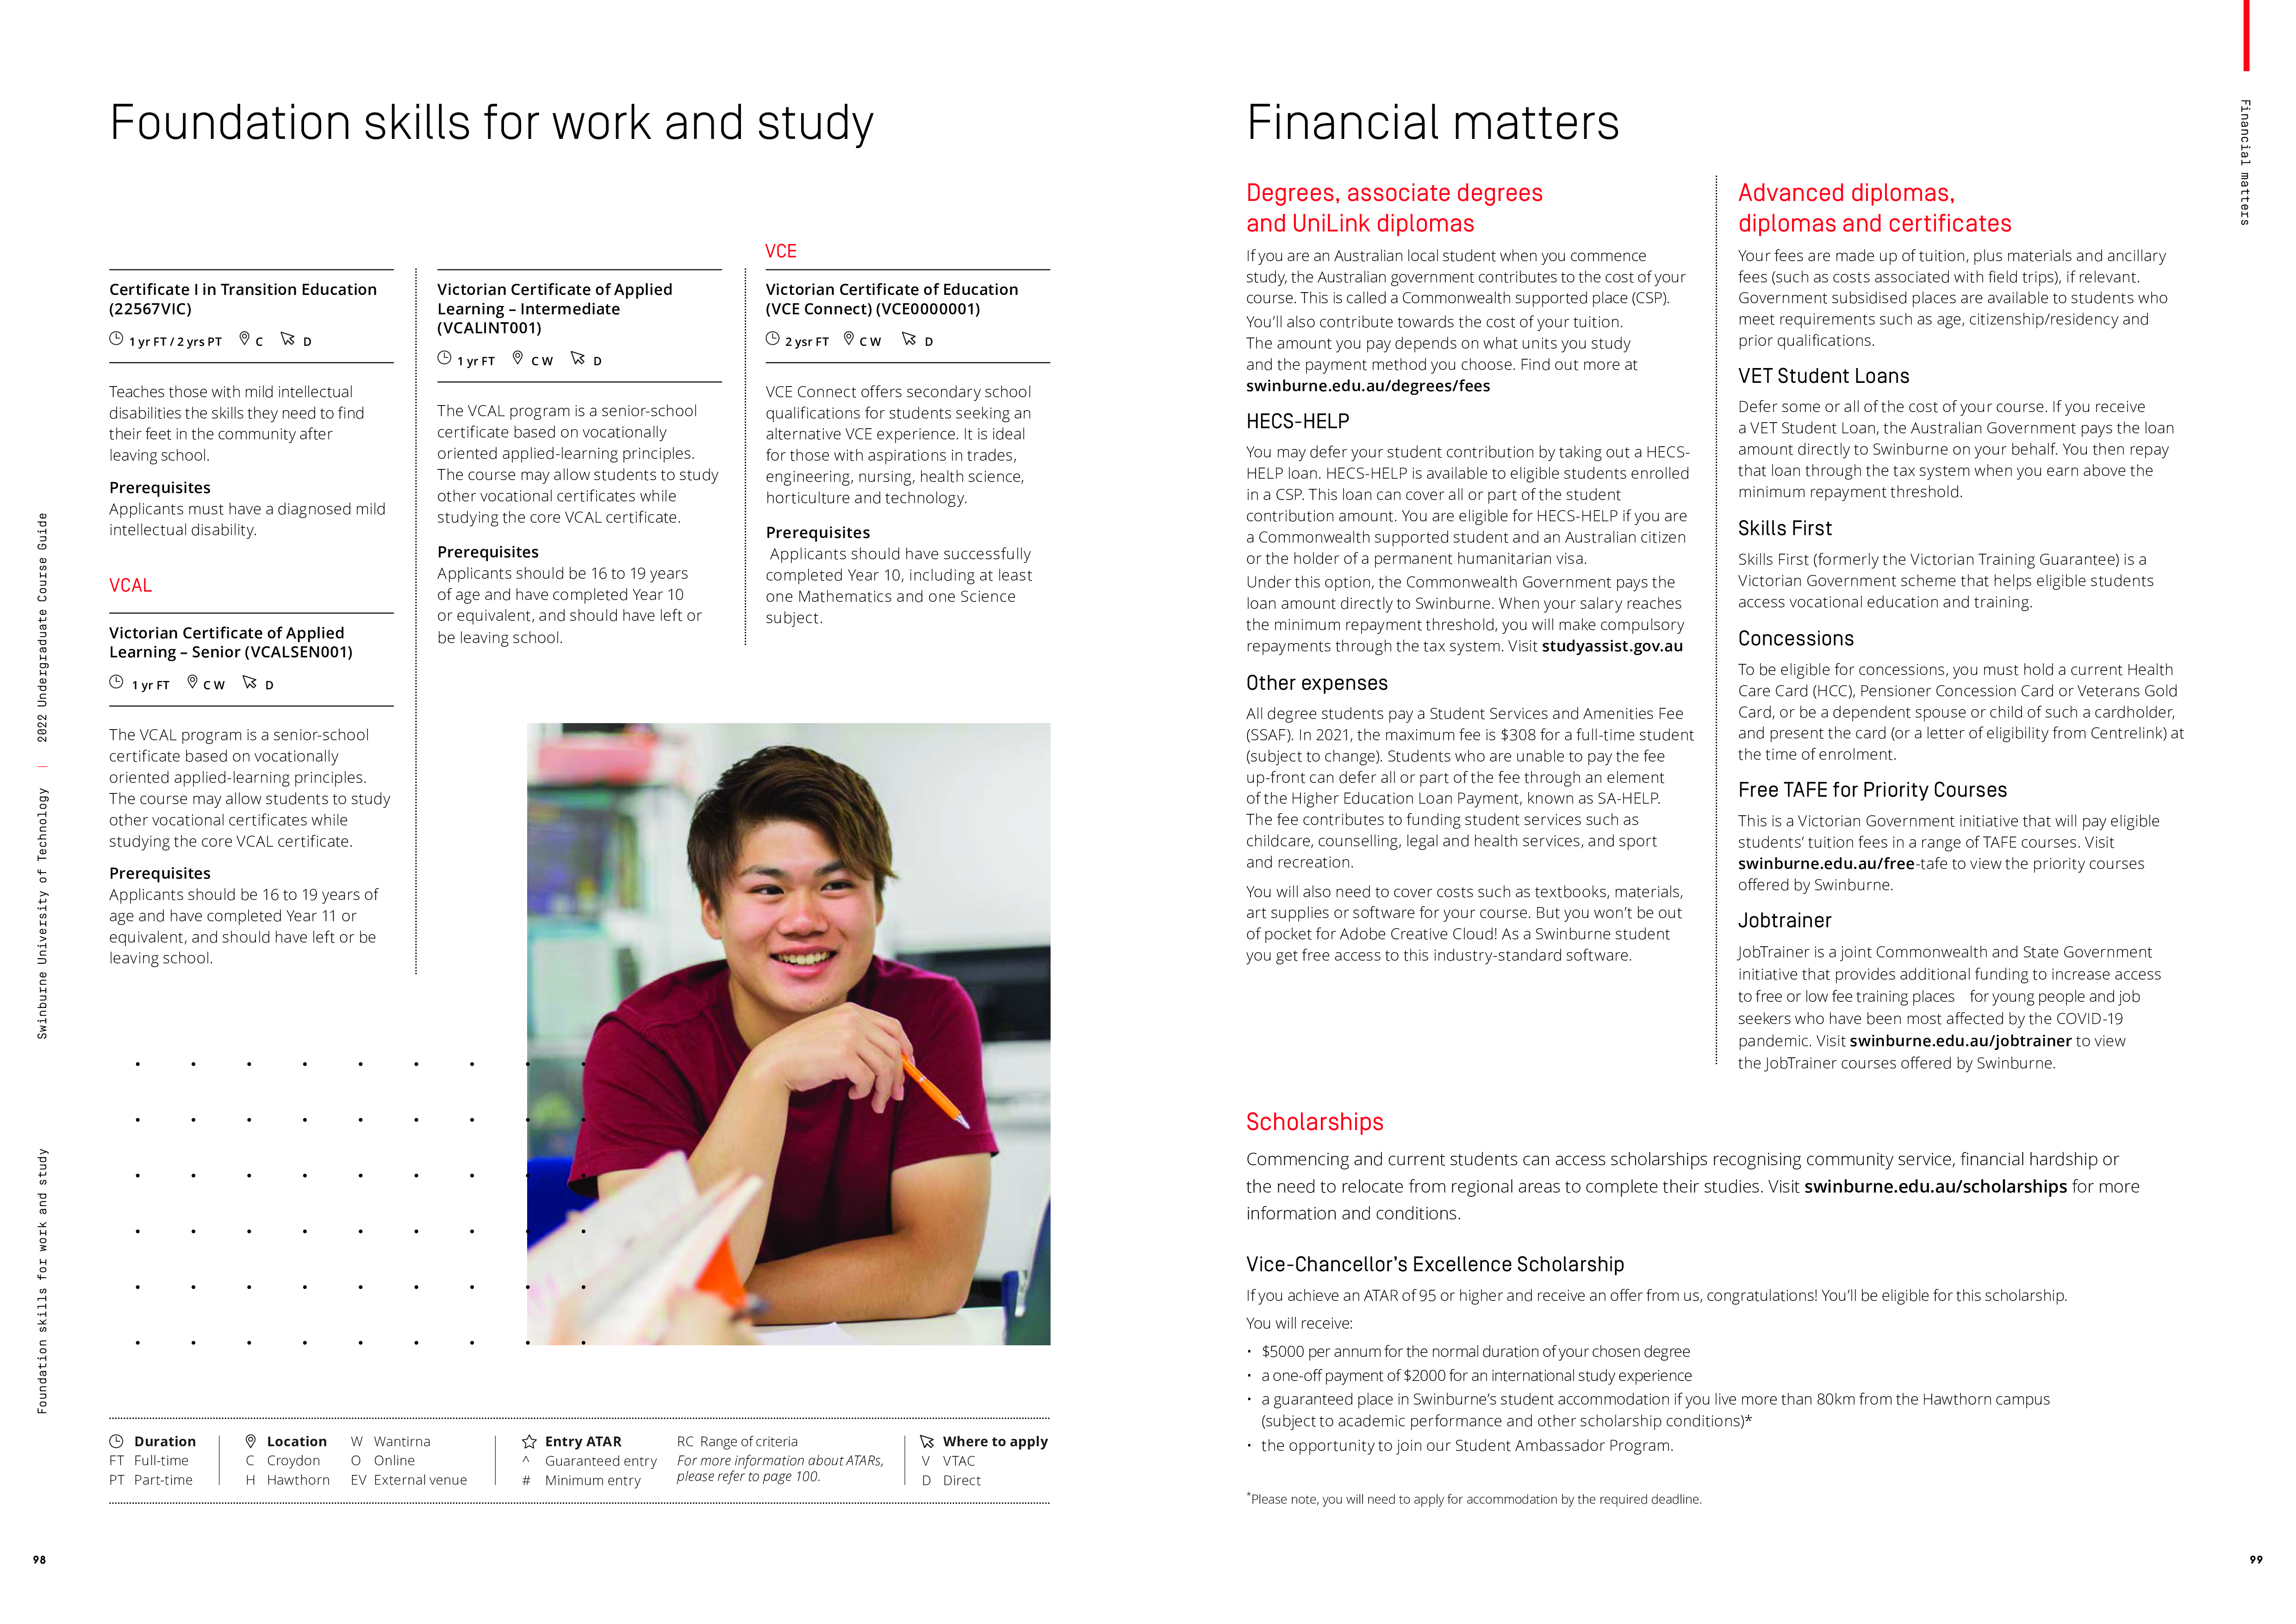 Foundation skills for work and study
Certificate I in Transition Education
(22567VIC)
1 yr FT / 2 yrs PT C D
Teaches those with mild intellectual
disabilities the skills they need to find
their feet in the community after
leaving school.
Prerequisites
Applicants must have a diagnosed mild
intellectual disability.
VCAL
Victorian Certificate of Applied
Learning – Senior (VCALSEN001)
1 yr FT C W D
The VCAL program is a senior-school
certificate based on vocationally
oriented applied-learning principles.
The course may allow students to study
other vocational certificates while
studying the core VCAL certificate.
Prerequisites
Applicants should be 16 to 19 years of
age and have completed Year 11 or
equivalent, and should have left or be
leaving school.
Victorian Certificate of Applied
Learning – Intermediate
(VCALINT001)
1 yr FT C W D
The VCAL program is a senior-school
certificate based on vocationally
oriented applied-learning principles.
The course may allow students to study
other vocational certificates while
studying the core VCAL certificate.
Prerequisites
Applicants should be 16 to 19 years
of age and have completed Year 10
or equivalent, and should have left or
be leaving school.
VCE
Victorian Certificate of Education
(VCE Connect) (VCE0000001)
2 ysr FT C W D
VCE Connect offers secondary school
qualifications for students seeking an
alternative VCE experience. It is ideal
for those with aspirations in trades,
engineering, nursing, health science,
horticulture and technology.
Prerequisites
Applicants should have successfully
completed Year 10, including at least
one Mathematics and one Science
subject.
Duration
FT Full-time
PT Part-time
Location
C Croydon
H Hawthorn
W Wantirna
O Online
EV External venue
Entry ATAR
^ Guaranteed entry
# Minimum entry
RC Range of criteria
For more information about ATARs,
please refer to page 100.
Where to apply
V VTAC
D Direct
Foundation skills for work and study
Swinburne University of Technology | 2022 Undergraduate Course Guide
98
Financial matters
Degrees, associate degrees
and UniLink diplomas
If you are an Australian local student when you commence
study, the Australian government contributes to the cost of your
course. This is called a Commonwealth supported place (CSP).
You’ll also contribute towards the cost of your tuition.
The amount you pay depends on what units you study
and the payment method you choose. Find out more at
swinburne.edu.au/degrees/fees
HECS-HELP
You may defer your student contribution by taking out a HECS-
HELP loan. HECS-HELP is available to eligible students enrolled
in a CSP. This loan can cover all or part of the student
contribution amount. You are eligible for HECS-HELP if you are
a Commonwealth supported student and an Australian citizen
or the holder of a permanent humanitarian visa.
Under this option, the Commonwealth Government pays the
loan amount directly to Swinburne. When your salary reaches
the minimum repayment threshold, you will make compulsory
repayments through the tax system. Visit studyassist.gov.au
Other expenses
All degree students pay a Student Services and Amenities Fee
(SSAF). In 2021, the maximum fee is $308 for a full-time student
(subject to change). Students who are unable to pay the fee
up-front can defer all or part of the fee through an element
of the Higher Education Loan Payment, known as SA-HELP.
The fee contributes to funding student services such as
childcare, counselling, legal and health services, and sport
and recreation.
You will also need to cover costs such as textbooks, materials,
art supplies or software for your course. But you won’t be out
of pocket for Adobe Creative Cloud! As a Swinburne student
you get free access to this industry-standard software.
Advanced diplomas,
diplomas and certificates
Your fees are made up of tuition, plus materials and ancillary
fees (such as costs associated with field trips), if relevant.
Government subsidised places are available to students who
meet requirements such as age, citizenship/residency and
prior qualifications.
VET Student Loans
Defer some or all of the cost of your course. If you receive
a VET Student Loan, the Australian Government pays the loan
amount directly to Swinburne on your behalf. You then repay
that loan through the tax system when you earn above the
minimum repayment threshold.
Skills First
Skills First (formerly the Victorian Training Guarantee) is a
Victorian Government scheme that helps eligible students
access vocational education and training.
Concessions
To be eligible for concessions, you must hold a current Health
Care Card (HCC), Pensioner Concession Card or Veterans Gold
Card, or be a dependent spouse or child of such a cardholder,
and present the card (or a letter of eligibility from Centrelink) at
the time of enrolment.
Free TAFE for Priority Courses
This is a Victorian Government initiative that will pay eligible
students’ tuition fees in a range of TAFE courses. Visit
swinburne.edu.au/free-tafe to view the priority courses
offered by Swinburne.
Jobtrainer
JobTrainer is a joint Commonwealth and State Government
initiative that provides additional funding to increase access
to free or low fee training places for young people and job
seekers who have been most affected by the COVID-19
pandemic. Visit swinburne.edu.au/jobtrainer to view
the JobTrainer courses offered by Swinburne.
Scholarships
Commencing and current students can access scholarships recognising community service, financial hardship or
the need to relocate from regional areas to complete their studies. Visit swinburne.edu.au/scholarships for more
information and conditions.
Vice-Chancellor’s Excellence Scholarship
If you achieve an ATAR of 95 or higher and receive an offer from us, congratulations! You’ll be eligible for this scholarship.
You will receive:
• $5000 per annum for the normal duration of your chosen degree
• a one-off payment of $2000 for an international study experience
• a guaranteed place in Swinburne’s student accommodation if you live more than 80km from the Hawthorn campus
(subject to academic performance and other scholarship conditions)*
• the opportunity to join our Student Ambassador Program.
*Please note, you will need to apply for accommodation by the required deadline.
Financial matters
99